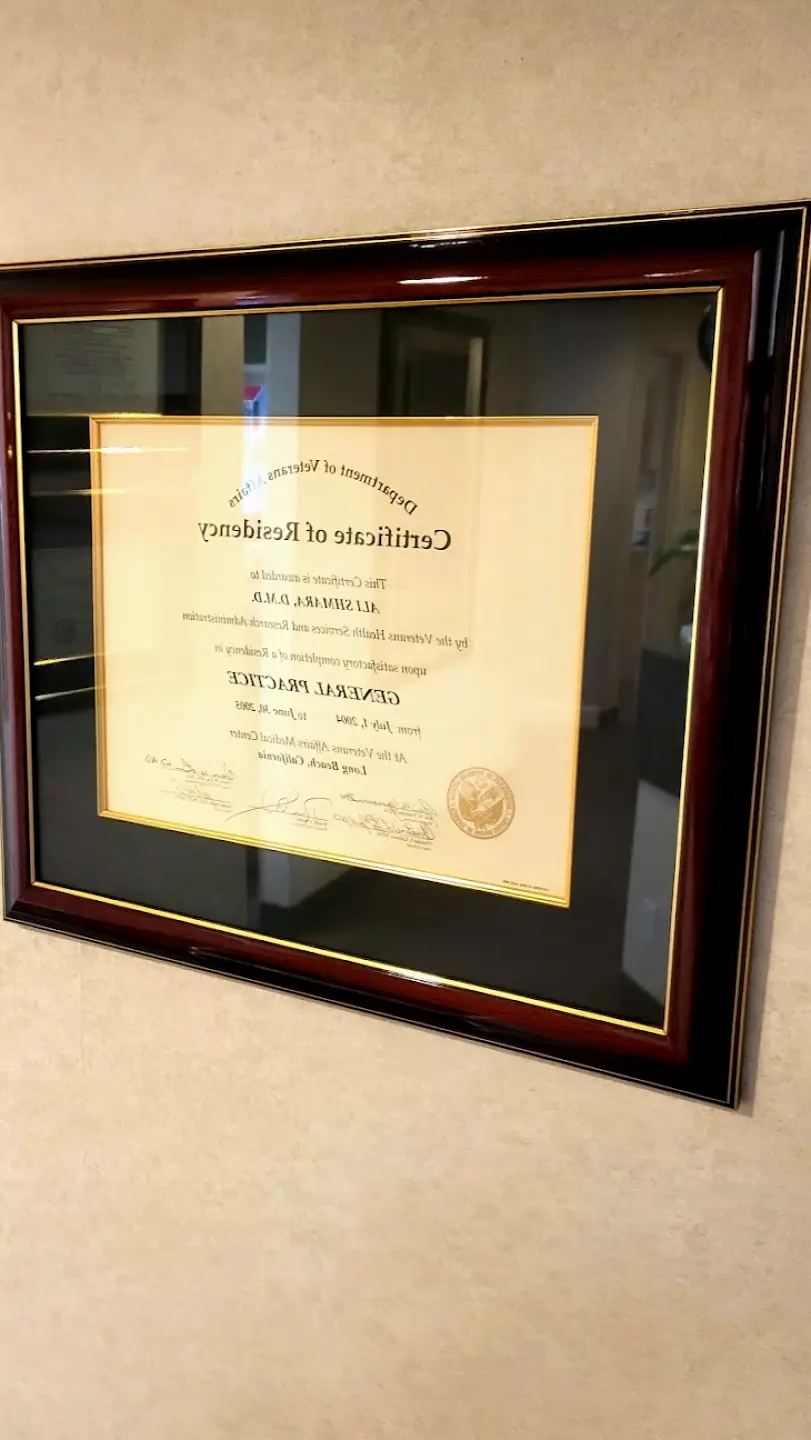 Department of Veterans Affairs
Certificate of Residency
This Certificate is awarded to
ALI SHMARA, D.M.D.
by the Veterans Health Services and Research Administration
upon satisfactory completion of a Residency in
GENERAL PRACTICE
from July 1, 2004 to June 30, 2005
At the Veterans Affairs Medical Center
Long Beach, California